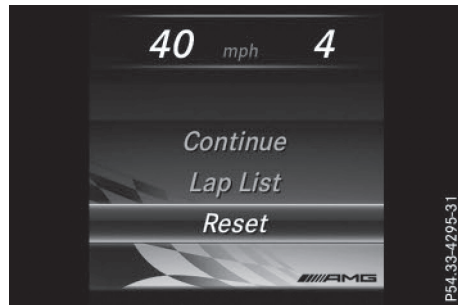 40 mph 4
Continue
Lap List
Reset
AMG
P54.33-4295-31